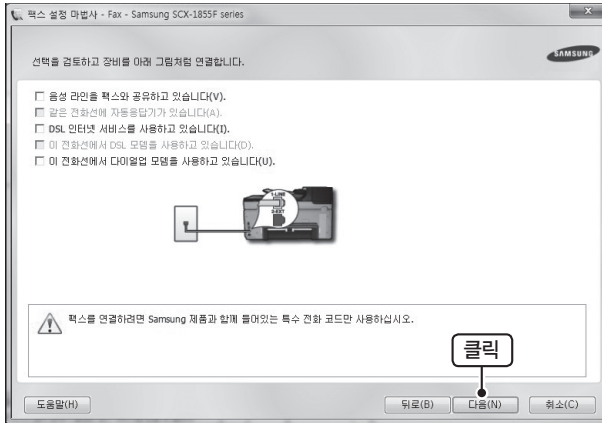 팩스 설정 마법사 - Fax - Samsung SCX-1855F series
선택을 검토하고 장비를 아래 그림처럼 연결합니다.
SAMSUNG
음성 라인을 팩스와 공유하고 있습니다(V).
같은 전화선에 자동응답기가 있습니다(A).
DSL 인터넷 서비스를 사용하고 있습니다(I).
이 전화선에서 DSL 모뎀을 사용하고 있습니다(D).
이 전화선에서 다이얼업 모뎀을 사용하고 있습니다(U).
1-LINE
2-EXT
팩스를 연결하려면 Samsung 제품과 함께 들어있는 특수 전화 코드만 사용하십시오.
클릭
도움말(H) 뒤로(B) 다음(N) 취소(C)